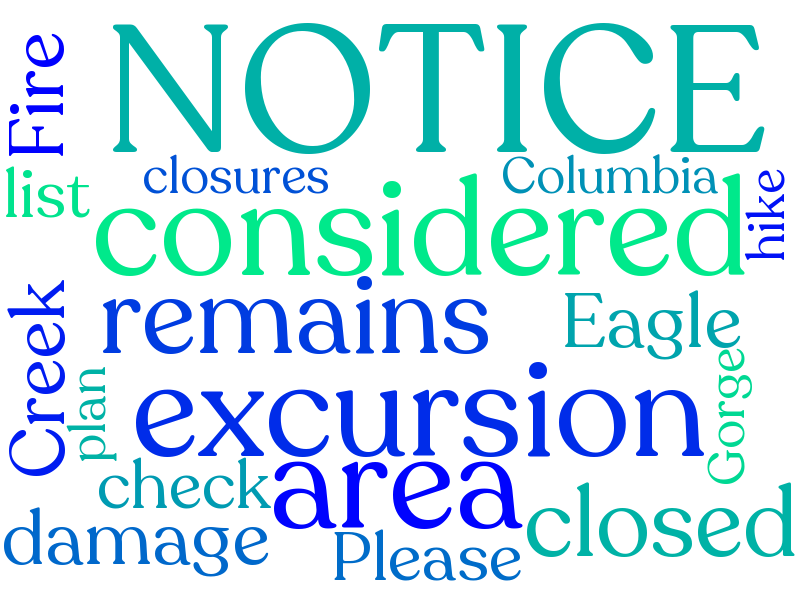 NOTICE
Fire
closures
Columbia
list
considered
hike
remains
Eagle
Creek
plan
excursion
Gorge
check
area
closed
damage
Please